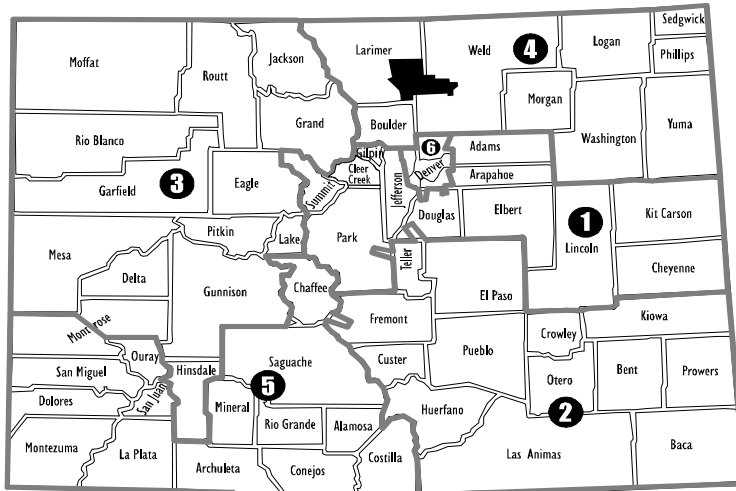 Sedgwick
Moffat
Routt
Jackson
Larimer
Weld
4
Logan
Phillips
Morgan
Rio Blanco
Grand
Boulder
Washington
Yuma
Gilpin
6
Adams
Cleer
Creek
Denver
Arapahoe
Garfield
3
Eagle
Summit
Jefferson
Douglas
Elbert
1
Lincoln
Kit Carson
Pitkin
Lake
Park
Mesa
Teller
Cheyenne
Delta
Gunnison
Chaffee
El Paso
Montrose
Fremont
Crowley
Kiowa
Ouray
San Miguel
Hinsdale
Saguache
Custer
Pueblo
Otero
Bent
Prowers
5
Dolores
San Juan
Mineral
Rio Grande
Alamosa
Huerfano
2
Montezuma
La Plata
Archuleta
Conejos
Costilla
Las Animas
Baca